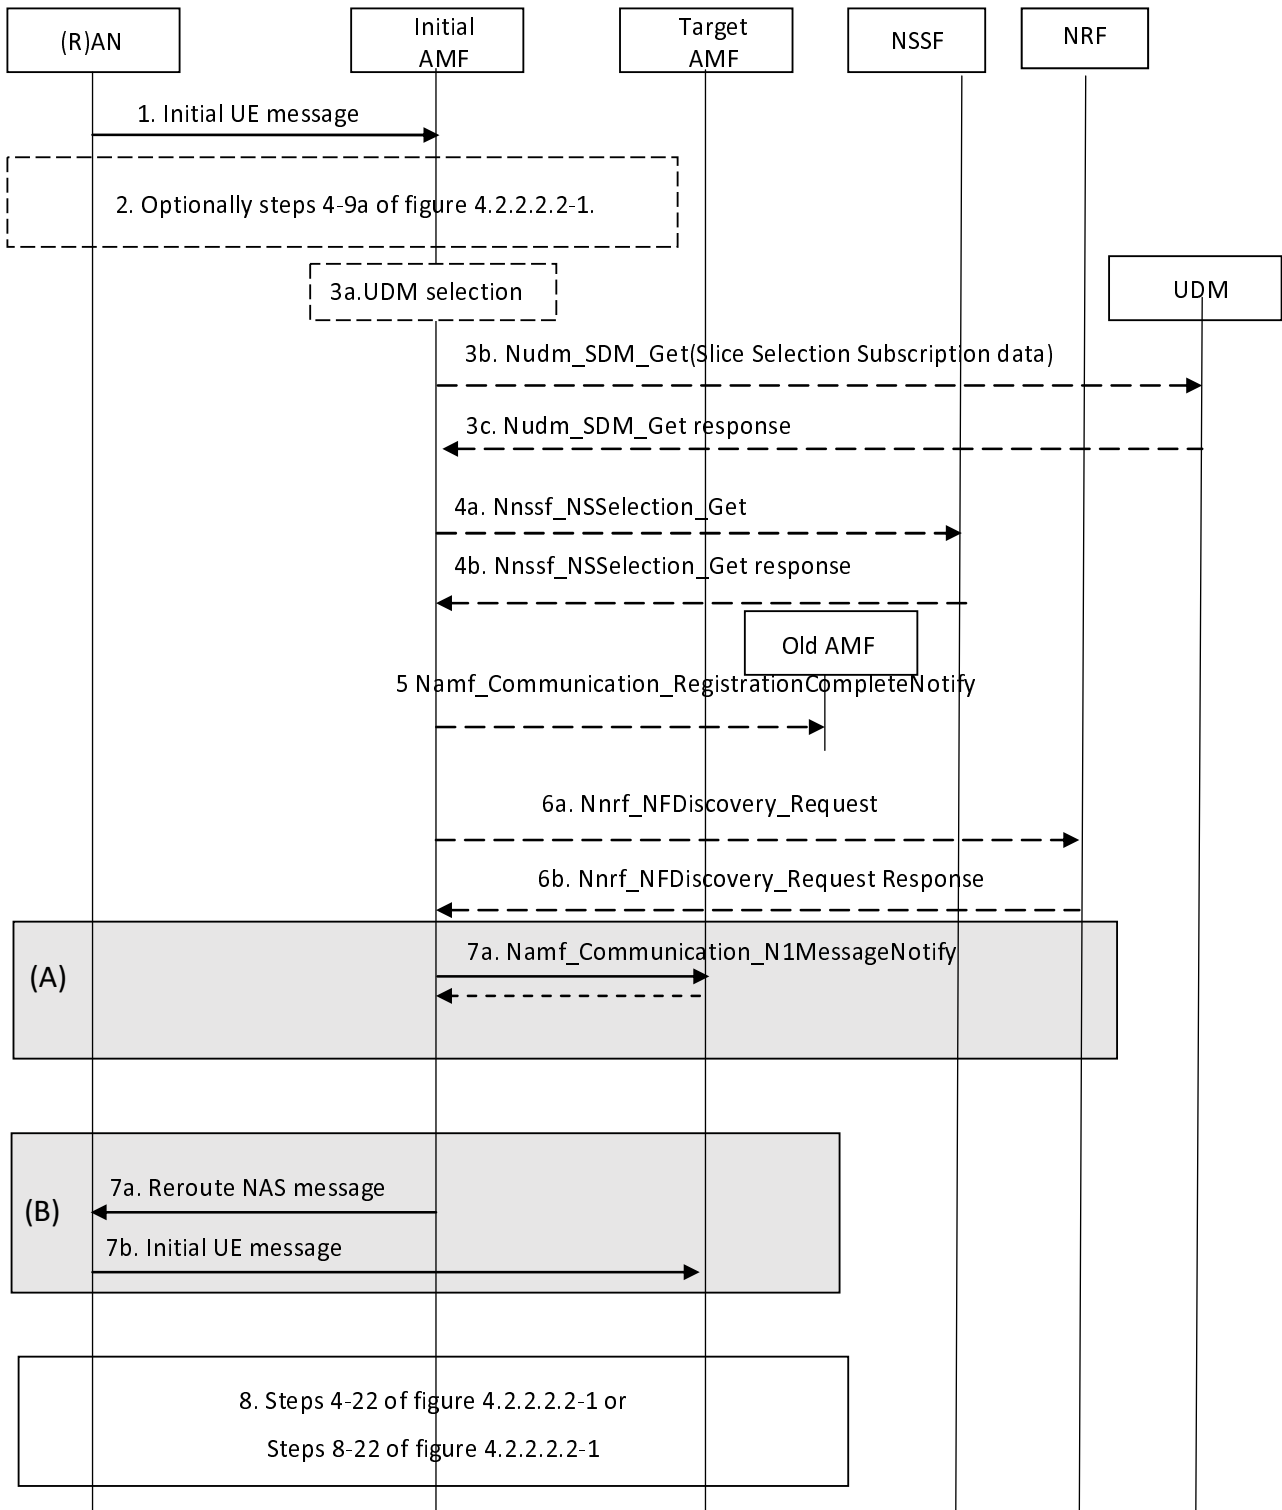 (R)AN
Initial
AMF
Target
AMF
NSSF
NRF
1. Initial UE message
2. Optionally steps 4-9a of figure 4.2.2.2.2-1.
3a.UDM selection
UDM
3b. Nudm_SDM_Get(Slice Selection Subscription data)
3c. Nudm_SDM_Get response
4a. Nnssf_NSSelection_Get
4b. Nnssf_NSSelection_Get response
Old AMF
5 Namf_Communication_RegistrationCompleteNotify
6a. Nnrf_NFDiscovery_Request
6b. Nnrf_NFDiscovery_Request Response
(A)
7a. Namf_Communication_N1MessageNotify
(B)
7a. Reroute NAS message
7b. Initial UE message
8. Steps 4-22 of figure 4.2.2.2.2-1 or
Steps 8-22 of figure 4.2.2.2.2-1